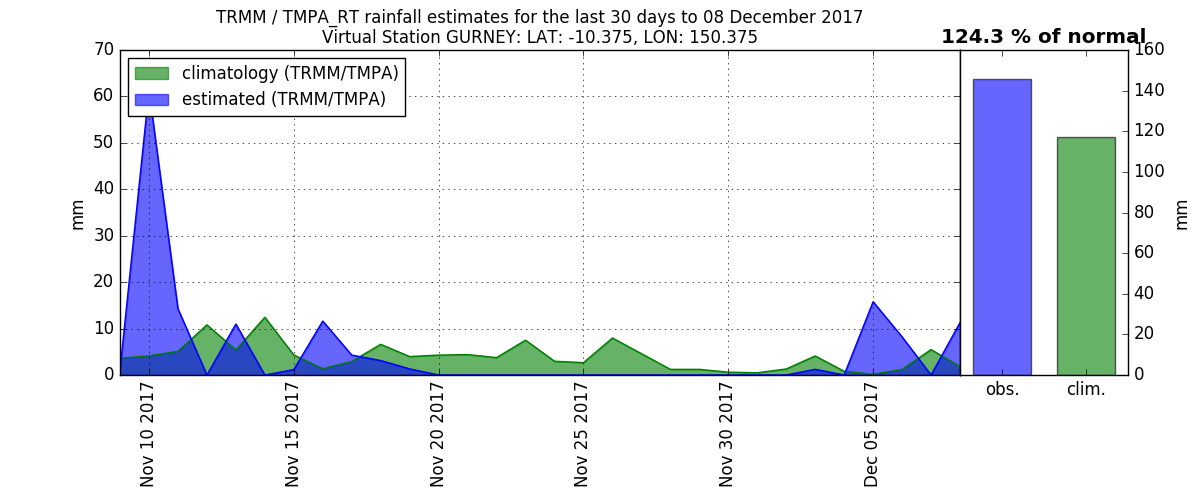 TRMM / TMPA_RT rainfall estimates for the last 30 days to 08 December 2017
Virtual Station GURNEY: LAT: -10.375, LON: 150.375
124.3 % of normal
climatology (TRMM/TMPA)
estimated (TRMM/TMPA)
70
60
50
40
30
20
10
0
mm
Nov 10 2017
Nov 15 2017
Nov 20 2017
Nov 25 2017
Nov 30 2017
Dec 05 2017
obs.
clim.
160
140
120
100
80
60
40
20
0
mm